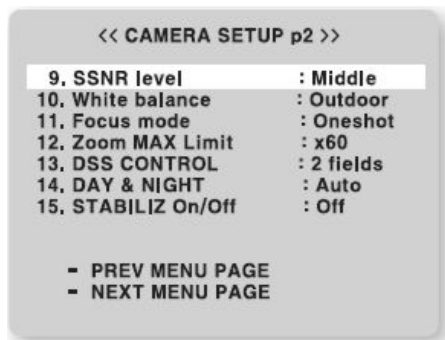 << CAMERA SETUP p2 >>
9. SSNR level : Middle
10. White balance : Outdoor
11. Focus mode : Oneshot
12. Zoom MAX Limit : x60
13. DSS CONTROL : 2 fields
14. DAY & NIGHT : Auto
15. STABILIZ On/Off : Off
- PREV MENU PAGE
- NEXT MENU PAGE